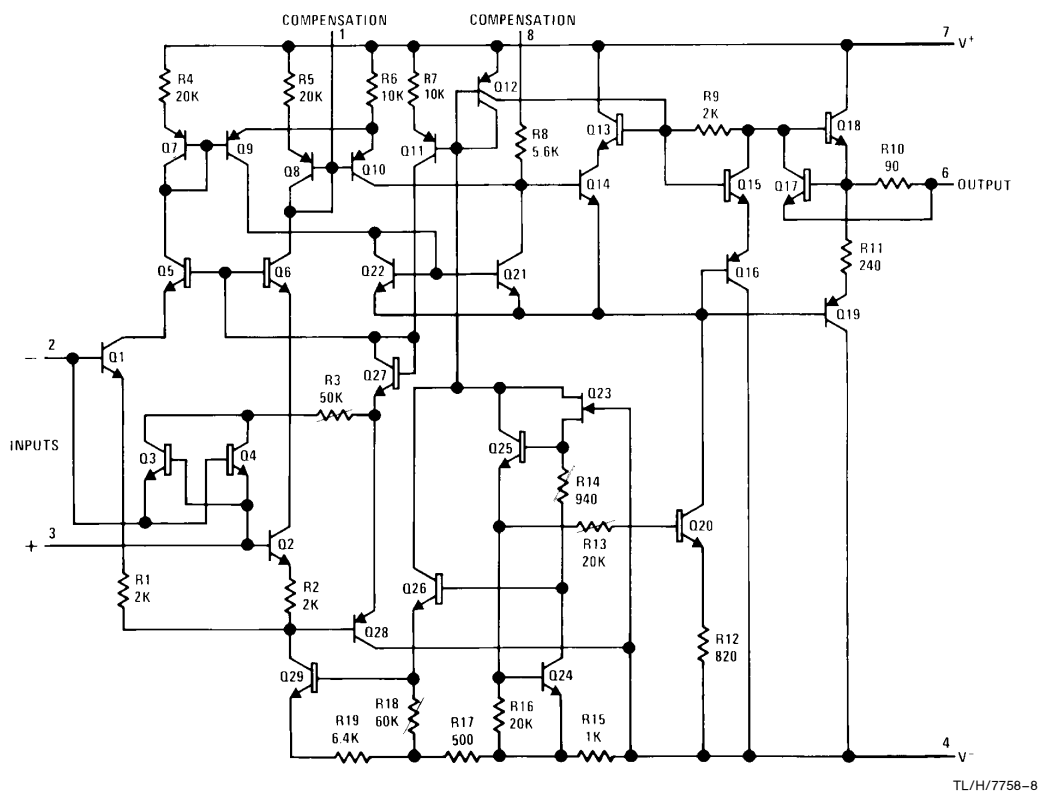 COMPENSATION
1
COMPENSATION
8
7
V+
R4
20K
R5
20K
R6
10K
R7
10K
Q12
R8
5.6K
R9
2K
Q13
Q18
R10
90
6
OUTPUT
Q7
Q9
Q8
Q10
Q11
Q14
Q15
Q17
R11
240
Q5
Q6
Q22
Q21
Q16
Q19
2
−
Q1
Q27
R3
50K
Q23
INPUTS
Q3
Q4
Q25
R14
940
3
+
Q2
R13
20K
Q20
R1
2K
R2
2K
Q26
Q28
R12
820
Q29
Q24
R18
60K
R16
20K
R19
6.4K
R17
500
R15
1K
4
V−
TL/H/7758–8